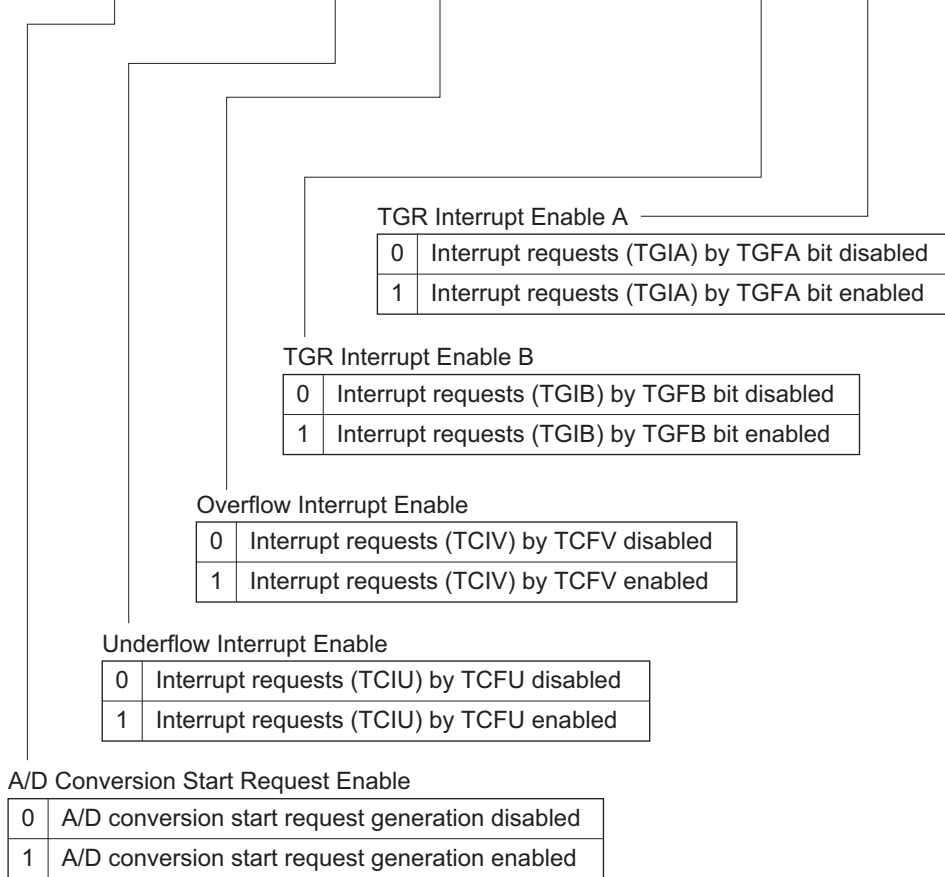 TGR Interrupt Enable A
0 Interrupt requests (TGIA) by TGFA bit disabled
1 Interrupt requests (TGIA) by TGFA bit enabled
TGR Interrupt Enable B
0 Interrupt requests (TGIB) by TGFB bit disabled
1 Interrupt requests (TGIB) by TGFB bit enabled
Overflow Interrupt Enable
0 Interrupt requests (TCIV) by TCFV disabled
1 Interrupt requests (TCIV) by TCFV enabled
Underflow Interrupt Enable
0 Interrupt requests (TCIU) by TCFU disabled
1 Interrupt requests (TCIU) by TCFU enabled
A/D Conversion Start Request Enable
0 A/D conversion start request generation disabled
1 A/D conversion start request generation enabled